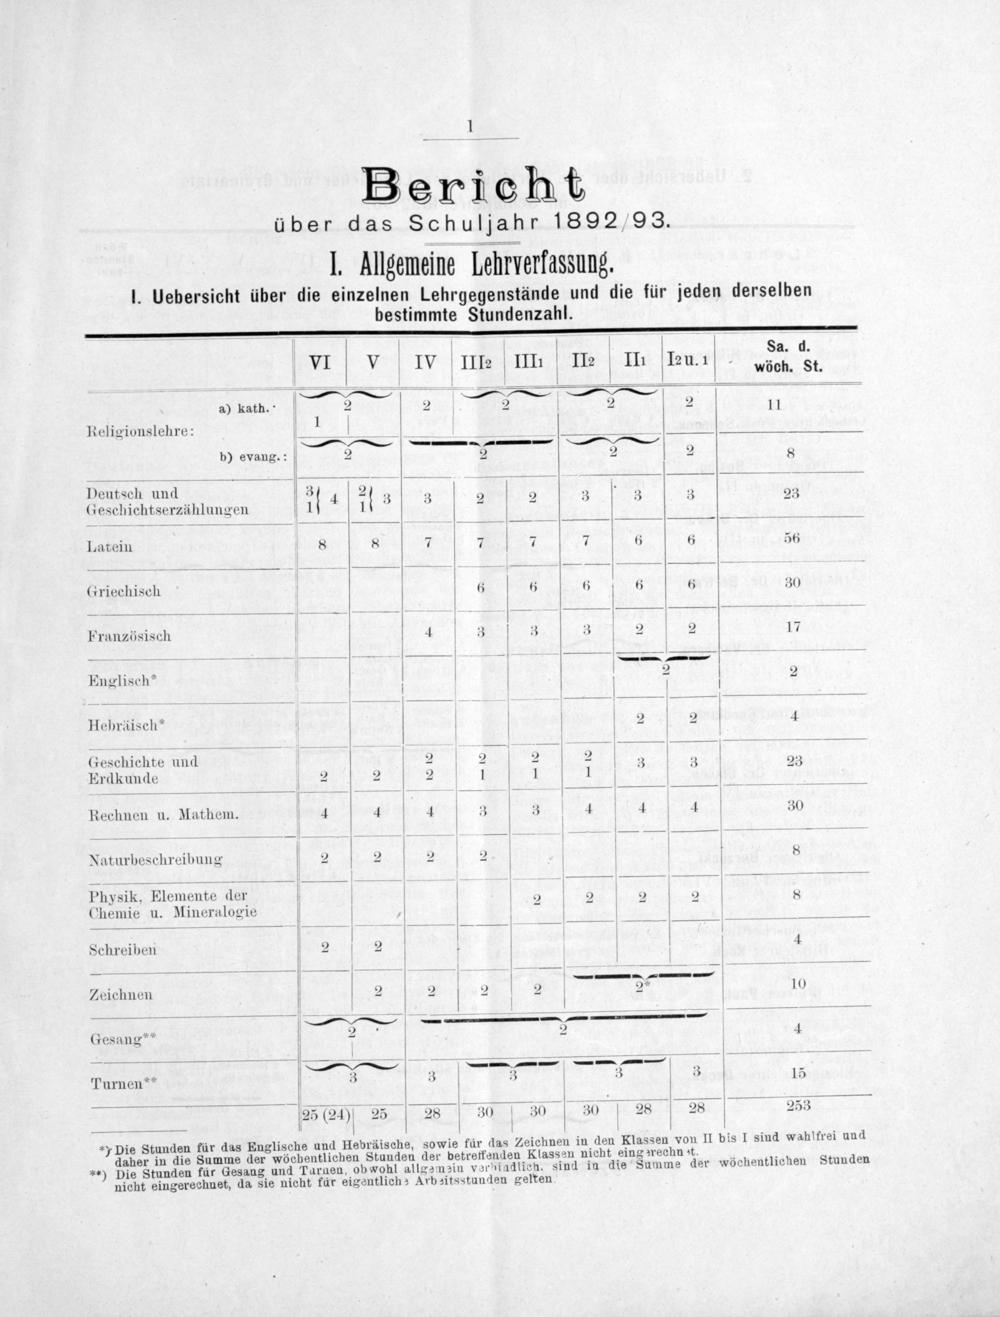 1
Bericht
über das Schuljahr 1892/93.
I. Allgemeine Lehrverfassung.
I. Uebersicht über die einzelnen Lehrgegenstände und die für jeden derselben
bestimmte Stundenzahl.
VI V IV III2 III1 II2 II1 I2 u. 1 Sa. d. wöch. St.
Religionslehre: a) kath. 2 2 2 2 2 11
1
b) evang.: 2 2 2 2 8
Deutsch und Geschichtserzählungen 3 1 } 4 2 1 } 3 3 2 2 3 3 3 23
Latein 8 8 7 7 7 7 6 6 56
Griechisch 6 6 6 6 6 30
Französisch 4 3 3 3 2 2 17
Englisch* 2 2
Hebräisch* 2 2 4
Geschichte und 2 2 2 2 3 3 23
Erdkunde 2 2 2 1 1 1
Rechnen u. Mathem. 4 4 4 3 3 4 4 4 30
Naturbeschreibung 2 2 2 2 8
Physik, Elemente der
Chemie u. Mineralogie 2 2 2 2 8
Schreiben 2 2 4
Zeichnen 2 2 2 2 2* 10
Gesang** 2 2 4
Turnen** 3 3 3 3 3 15
25 (24) 25 28 30 30 30 28 28 253
*) Die Stunden für das Englische und Hebräische, sowie für das Zeichnen in den Klassen von II bis I sind wahlfrei und
daher in die Summe der wöchentlichen Stunden der betreffenden Klassen nicht eingerechnet.
**) Die Stunden für Gesang und Turnen, obwohl allgemein verbindlich, sind in die Summe der wöchentlichen Stunden
nicht eingerechnet, da sie nicht für eigentliche Arbeitsstunden gelten.